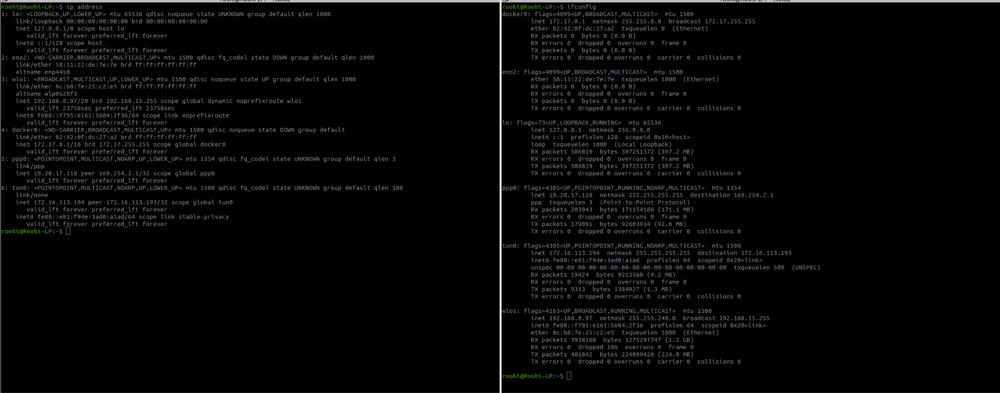 roohi@Roohi-LP:~$ ip address
1: lo: <LOOPBACK,UP,LOWER_UP> mtu 65536 qdisc noqueue state UNKNOWN group default qlen 1000
    link/loopback 00:00:00:00:00:00 brd 00:00:00:00:00:00
    inet 127.0.0.1/8 scope host lo
       valid_lft forever preferred_lft forever
    inet6 ::1/128 scope host
       valid_lft forever preferred_lft forever
2: eno2: <NO-CARRIER,BROADCAST,MULTICAST,UP> mtu 1500 qdisc fq_codel state DOWN group default qlen 1000
    link/ether 58:11:22:de:7e:7e brd ff:ff:ff:ff:ff:ff
    altname enp44s0
3: wlo1: <BROADCAST,MULTICAST,UP,LOWER_UP> mtu 1500 qdisc noqueue state UP group default qlen 1000
    link/ether 8c:b8:7e:25:c2:e5 brd ff:ff:ff:ff:ff:ff
    altname wlp0s20f3
    inet 192.168.0.97/20 brd 192.168.15.255 scope global dynamic noprefixroute wlo1
       valid_lft 23758sec preferred_lft 23758sec
    inet6 fe80::f795:6161:5604:2f36/64 scope link noprefixroute
       valid_lft forever preferred_lft forever
4: docker0: <NO-CARRIER,BROADCAST,MULTICAST,UP> mtu 1500 qdisc noqueue state DOWN group default
    link/ether 02:42:0f:dc:27:a2 brd ff:ff:ff:ff:ff:ff
    inet 172.17.0.1/16 brd 172.17.255.255 scope global docker0
       valid_lft forever preferred_lft forever
5: ppp0: <POINTOPOINT,MULTICAST,NOARP,UP,LOWER_UP> mtu 1354 qdisc fq_codel state UNKNOWN group default qlen 3
    link/ppp
    inet 10.20.17.118 peer 169.254.2.1/32 scope global ppp0
       valid_lft forever preferred_lft forever
6: tun0: <POINTOPOINT,MULTICAST,NOARP,UP,LOWER_UP> mtu 1500 qdisc fq_codel state UNKNOWN group default qlen 500
    link/none
    inet 172.16.113.194 peer 172.16.113.193/32 scope global tun0
       valid_lft forever preferred_lft forever
    inet6 fe80::e81:f94e:3ad0:a1ad/64 scope link stable-privacy
       valid_lft forever preferred_lft forever
roohi@Roohi-LP:~$
roohi@Roohi-LP:~$ ifconfig
docker0: flags=4099<UP,BROADCAST,MULTICAST>  mtu 1500
        inet 172.17.0.1  netmask 255.255.0.0  broadcast 172.17.255.255
        ether 02:42:0f:dc:27:a2  txqueuelen 0  (Ethernet)
        RX packets 0  bytes 0 (0.0 B)
        RX errors 0  dropped 0  overruns 0  frame 0
        TX packets 0  bytes 0 (0.0 B)
        TX errors 0  dropped 0 overruns 0  carrier 0  collisions 0
eno2: flags=4099<UP,BROADCAST,MULTICAST>  mtu 1500
        ether 58:11:22:de:7e:7e  txqueuelen 1000  (Ethernet)
        RX packets 0  bytes 0 (0.0 B)
        RX errors 0  dropped 0  overruns 0  frame 0
        TX packets 0  bytes 0 (0.0 B)
        TX errors 0  dropped 0 overruns 0  carrier 0  collisions 0
lo: flags=73<UP,LOOPBACK,RUNNING>  mtu 65536
        inet 127.0.0.1  netmask 255.0.0.0
        inet6 ::1  prefixlen 128  scopeid 0x10<host>
        loop  txqueuelen 1000  (Local Loopback)
        RX packets 506819  bytes 397251372 (397.2 MB)
        RX errors 0  dropped 0  overruns 0  frame 0
        TX packets 506819  bytes 397251372 (397.2 MB)
        TX errors 0  dropped 0 overruns 0  carrier 0  collisions 0
ppp0: flags=4305<UP,POINTOPOINT,RUNNING,NOARP,MULTICAST>  mtu 1354
        inet 10.20.17.118  netmask 255.255.255.255  destination 169.254.2.1
        ppp  txqueuelen 3  (Point-to-Point Protocol)
        RX packets 203943  bytes 171154186 (171.1 MB)
        RX errors 0  dropped 0  overruns 0  frame 0
        TX packets 179091  bytes 92603934 (92.6 MB)
        TX errors 0  dropped 0 overruns 0  carrier 0  collisions 0
tun0: flags=4305<UP,POINTOPOINT,RUNNING,NOARP,MULTICAST>  mtu 1500
        inet 172.16.113.194  netmask 255.255.255.255  destination 172.16.113.193
        inet6 fe80::e81:f94e:3ad0:a1ad  prefixlen 64  scopeid 0x20<link>
        unspec 00-00-00-00-00-00-00-00-00-00-00-00-00-00-00-00  txqueuelen 500  (UNSPEC)
        RX packets 19424  bytes 9213560 (9.2 MB)
        RX errors 0  dropped 0  overruns 0  frame 0
        TX packets 9313  bytes 1384027 (1.3 MB)
        TX errors 0  dropped 0 overruns 0  carrier 0  collisions 0
wlo1: flags=4163<UP,BROADCAST,RUNNING,MULTICAST>  mtu 1500
        inet 192.168.0.97  netmask 255.255.240.0  broadcast 192.168.15.255
        inet6 fe80::f795:6161:5604:2f36  prefixlen 64  scopeid 0x20<link>
        ether 8c:b8:7e:25:c2:e5  txqueuelen 1000  (Ethernet)
        RX packets 3938168  bytes 1275297747 (1.2 GB)
        RX errors 0  dropped 106  overruns 0  frame 0
        TX packets 481842  bytes 224099426 (224.0 MB)
        TX errors 0  dropped 0 overruns 0  carrier 0  collisions 0
roohi@Roohi-LP:~$